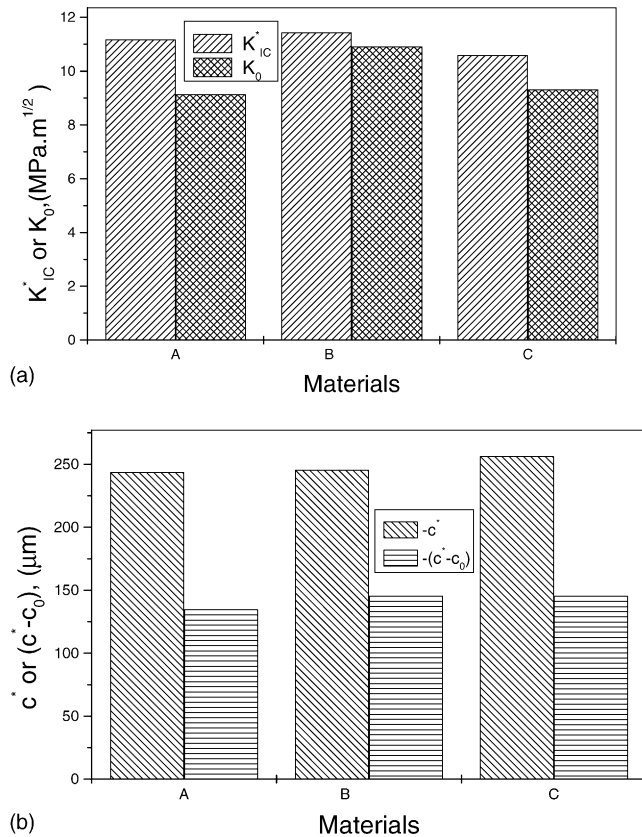 12
10
8
6
4
2
0
K*IC or K0, (MPa.m1/2)
K*IC
K0
A
B
C
Materials
(a)
250
200
150
100
50
0
c* or (c*-c0), (μm)
-c*
-(c*-c0)
A
B
C
Materials
(b)